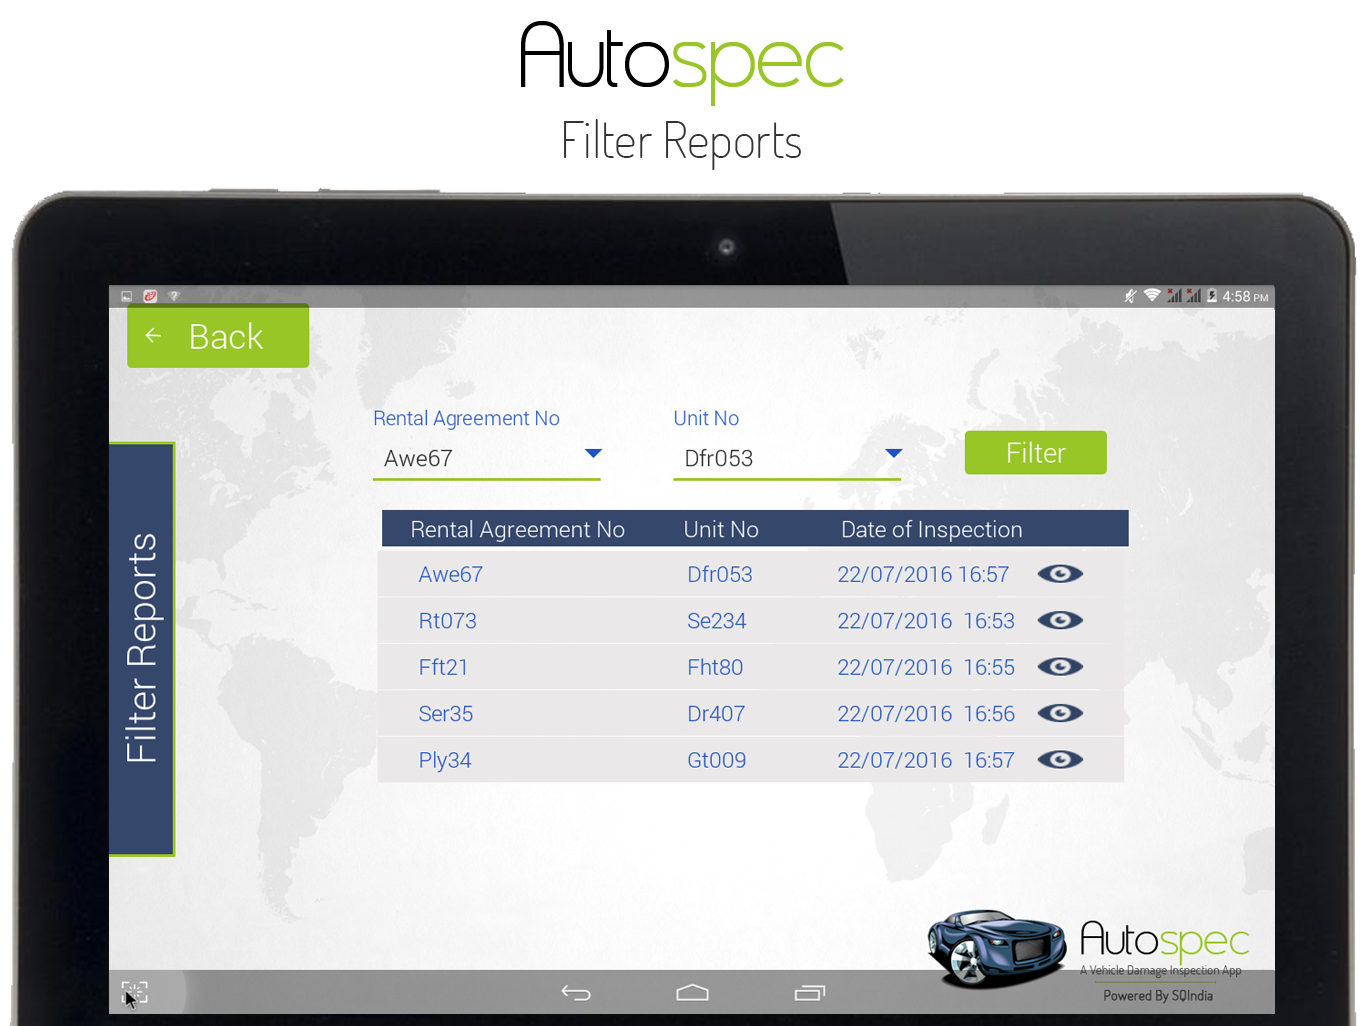 Autospec
Filter Reports
4:58 PM
← Back
Rental Agreement No Unit No
Awe67 Dfr053 Filter
Filter Reports
Rental Agreement No Unit No Date of Inspection
Awe67 Dfr053 22/07/2016 16:57
Rt073 Se234 22/07/2016 16:53
Fft21 Fht80 22/07/2016 16:55
Ser35 Dr407 22/07/2016 16:56
Ply34 Gt009 22/07/2016 16:57
Autospec
A Vehicle Damage Inspection App
Powered By SQIndia